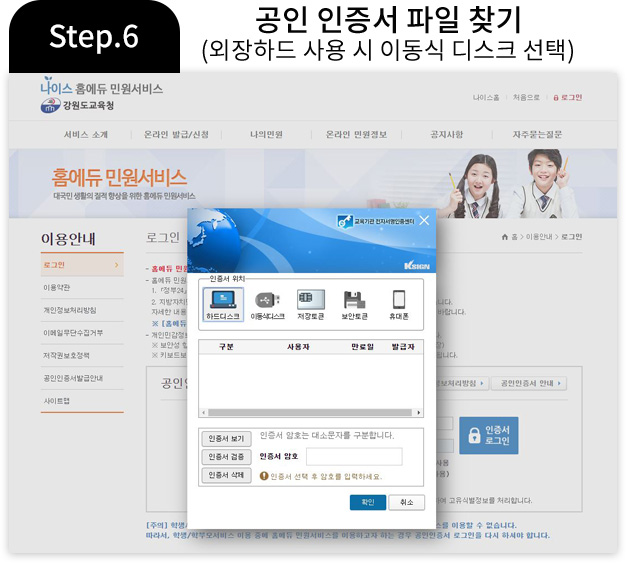 Step.6
공인 인증서 파일 찾기
(외장하드 사용 시 이동식 디스크 선택)
나이스 홈에듀 민원서비스
강원도교육청
나이스홈 처음으로 로그인
서비스 소개 온라인 발급/신청 나의민원 온라인 민원정보 공지사항 자주묻는질문
홈에듀 민원서비스
대국민 생활의 질적 향상을 위한 홈에듀 민원서비스
이용안내
로그인
이용약관
개인정보처리방침
이메일무단수집거부
저작권보호정책
공인인증서발급안내
사이트맵
로그인
홈 > 이용안내 > 로그인
교육기관 전자서명인증센터
KSIGN
인증서 위치
하드디스크 이동식디스크 저장토큰 보안토큰 휴대폰
구분 사용자 만료일 발급자
인증서 보기 인증서 암호는 대소문자를 구분합니다.
인증서 검증 인증서 암호
인증서 삭제 인증서 선택 후 암호를 입력하세요.
확인 취소
공인인증서 안내
인증서
로그인
고유식별정보를 처리합니다.
[주의] 학생/
를 이용할 수 없습니다.
따라서, 학생/학부모서비스 이용 중에 홈에듀 민원서비스를 이용하고자 하는 경우 공인인증서 로그인을 다시 하셔야 합니다.